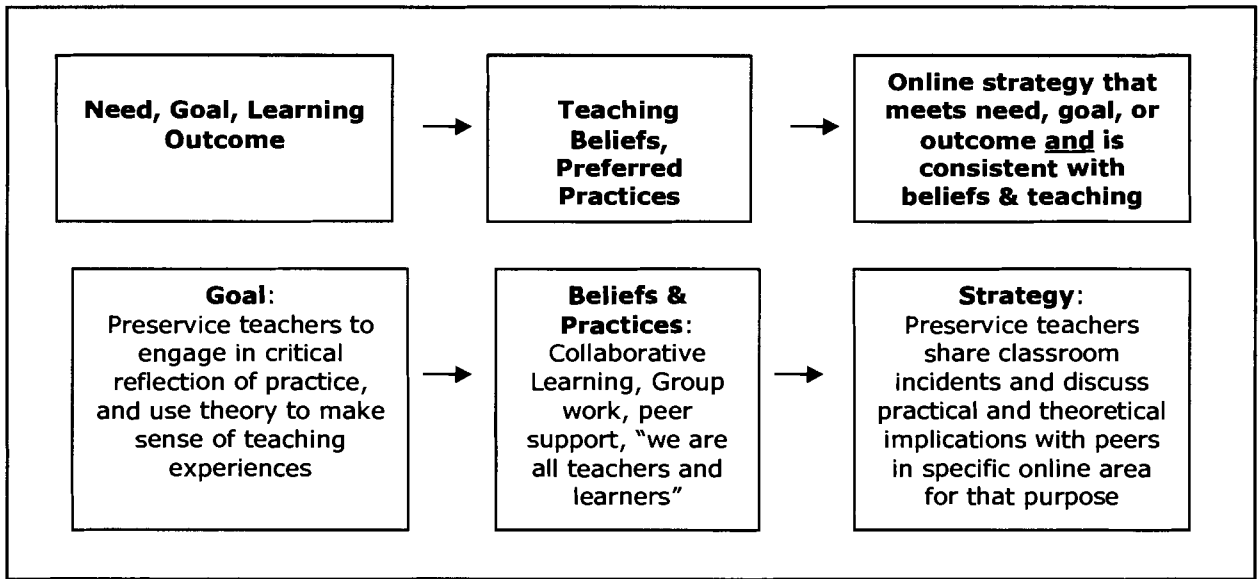 Need, Goal, Learning
Outcome
Teaching
Beliefs,
Preferred
Practices
Online strategy that
meets need, goal, or
outcome and is
consistent with
beliefs & teaching
Goal:
Preservice teachers to
engage in critical
reflection of practice,
and use theory to make
sense of teaching
experiences
Beliefs &
Practices:
Collaborative
Learning, Group
work, peer
support, "we are
all teachers and
learners"
Strategy:
Preservice teachers
share classroom
incidents and discuss
practical and theoretical
implications with peers
in specific online area
for that purpose